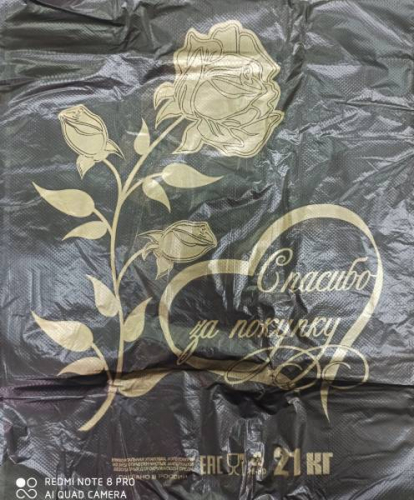 Спасибо
за покупку
EAC 21 КГ
REDMI NOTE 8 PRO
AI QUAD CAMERA